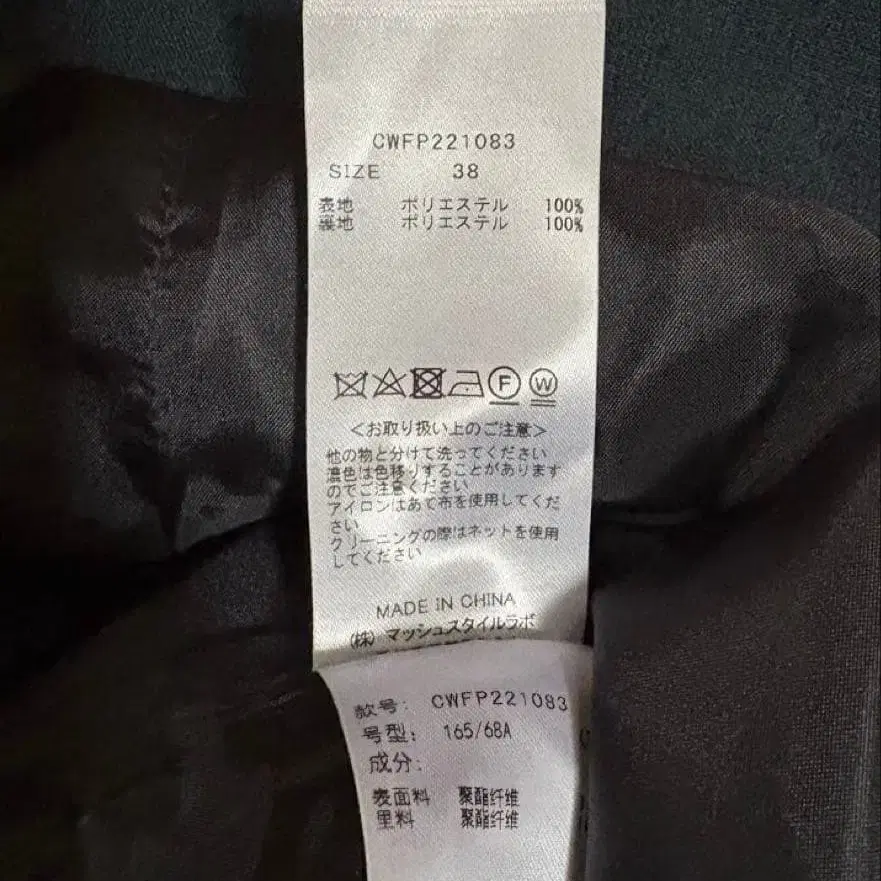 CWFP221083
SIZE 38
表地 ポリエステル 100%
裏地 ポリエステル 100%
F W
<お取り扱い上のご注意>
他の物と分けて洗ってください
濃色は色移りすることがあります
のでご注意ください
アイロンはあて布を使用してくだ
さい
クリーニングの際はネットを使用
してください
MADE IN CHINA
(株) マッシュスタイルラボ
款号: CWFP221083
号型: 165/68A
成分:
表面料 聚酯纤维
里料 聚酯纤维